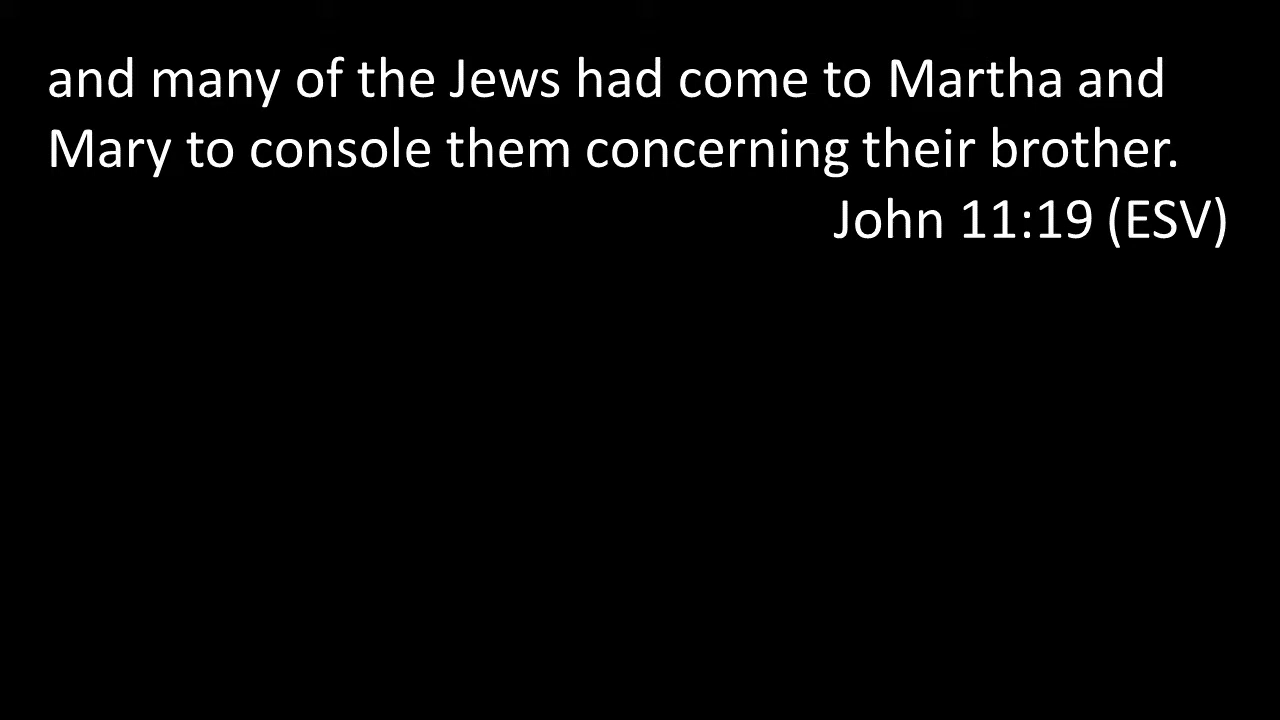 and many of the Jews had come to Martha and
Mary to console them concerning their brother.
John 11:19 (ESV)